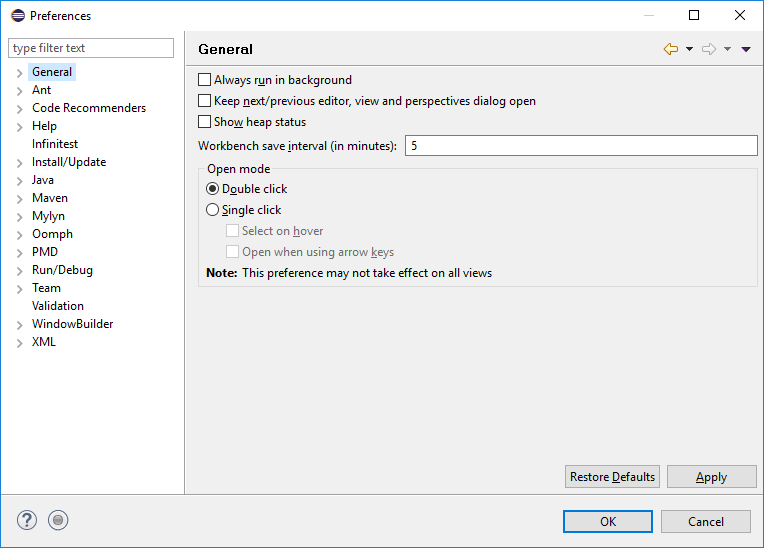 Preferences
type filter text
General
Ant
Code Recommenders
Help
Infinitest
Install/Update
Java
Maven
Mylyn
Oomph
PMD
Run/Debug
Team
Validation
WindowBuilder
XML
General
Always run in background
Keep next/previous editor, view and perspectives dialog open
Show heap status
Workbench save interval (in minutes): 5
Open mode
Double click
Single click
Select on hover
Open when using arrow keys
Note: This preference may not take effect on all views
Restore Defaults Apply
? OK Cancel